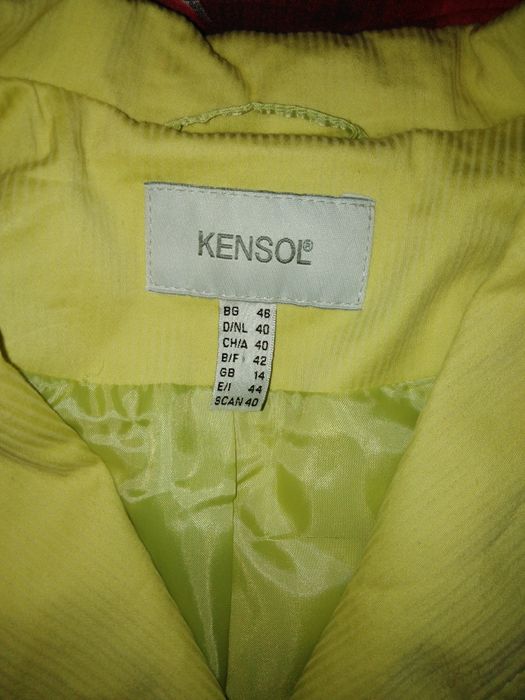 KENSOL®
BG 46
D/NL 40
CH/A 40
B/F 42
GB 14
E/I 44
SCAN 40